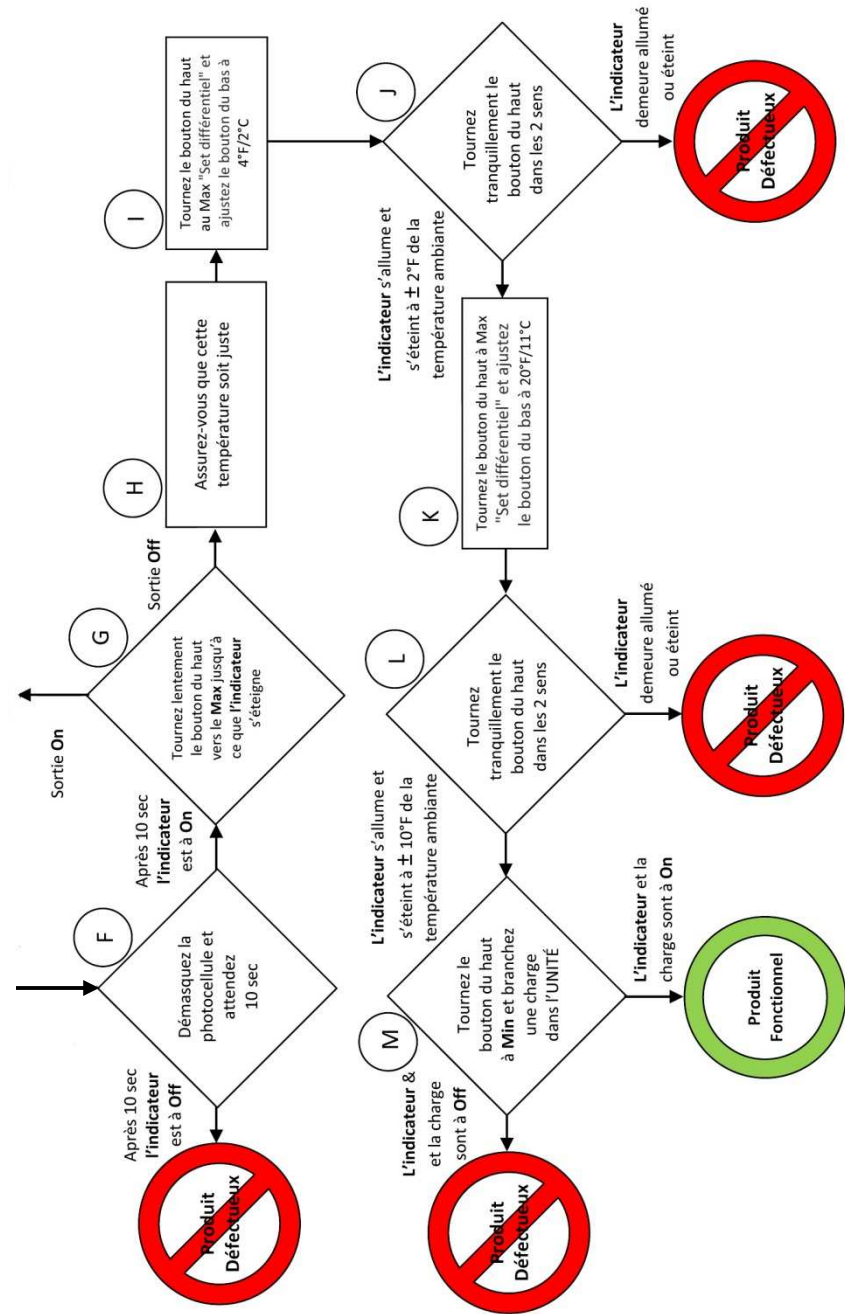 F
Démasquez la
photocellule et
attendez
10 sec
Après 10 sec
l'indicateur
est à Off
Produit
Défectueux
Après 10 sec
l'indicateur
est à On
G
Tournez lentement
le bouton du haut
vers le Max jusqu'à
ce que l'indicateur
s'éteigne
Sortie On
Sortie Off
H
Assurez-vous que cette
température soit juste
I
Tournez le bouton du haut
au Max "Set différentiel" et
ajustez le bouton du bas à
4°F/2°C
J
Tournez
tranquillement le
bouton du haut
dans les 2 sens
L'indicateur
demeure allumé
ou éteint
Produit
Défectueux
L'indicateur s'allume et
s'éteint à ± 2°F de la
température ambiante
K
Tournez le bouton du haut à Max
"Set différentiel" et ajustez
le bouton du bas à 20°F/11°C
L
Tournez
tranquillement le
bouton du haut
dans les 2 sens
L'indicateur
demeure allumé
ou éteint
Produit
Défectueux
L'indicateur s'allume et
s'éteint à ± 10°F de la
température ambiante
M
Tournez le
bouton du haut
à Min et branchez
une charge
dans l'UNITÉ
L'indicateur &
et la charge
sont à Off
Produit
Défectueux
L'indicateur et la
charge sont à On
Produit
Fonctionnel